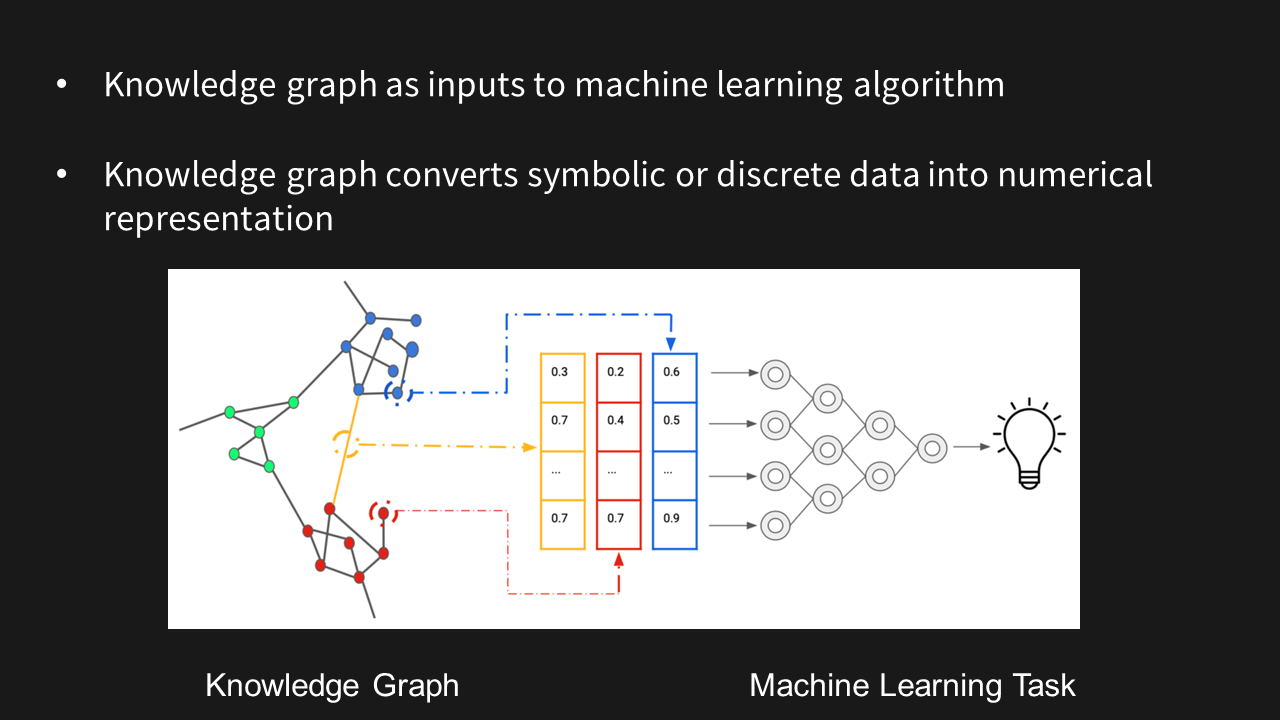 • Knowledge graph as inputs to machine learning algorithm
• Knowledge graph converts symbolic or discrete data into numerical
representation
0.3 0.2 0.6
0.7 0.4 0.5
... ... ...
0.7 0.7 0.9
Knowledge Graph
Machine Learning Task